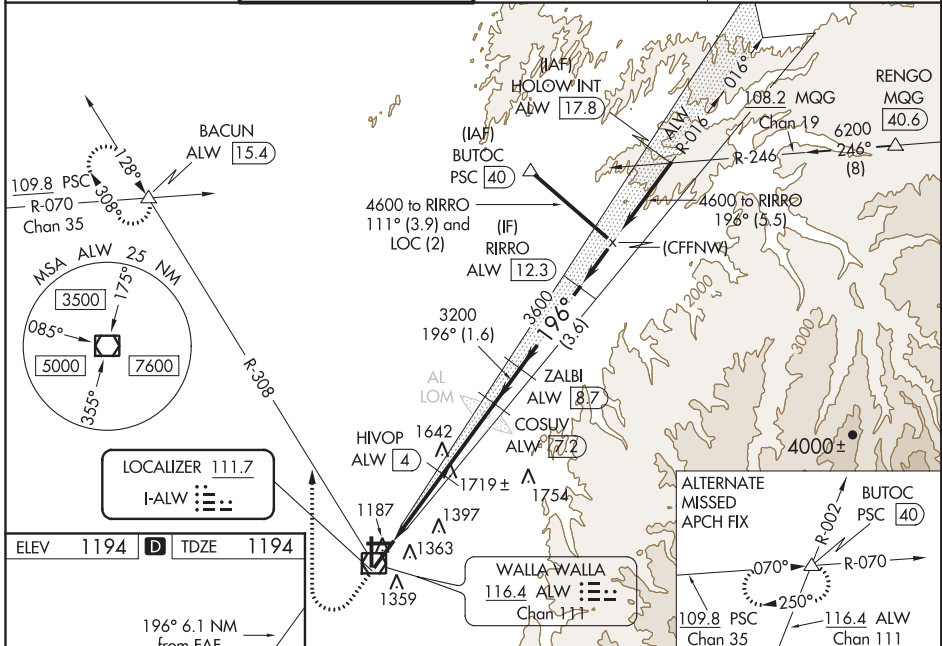 (IAF)
HOLOW INT
ALW 17.8
016°
ALW
R-016
108.2 MQG
Chan 19
RENGO
MQG
40.6
6200
246°
(8)
R-246
BACUN
ALW 15.4
128°
308°
109.8 PSC
R-070
Chan 35
(IAF)
BUTOC
PSC 40
4600 to RIRRO
111° (3.9) and
LOC (2)
4600 to RIRRO
196° (5.5)
(IF)
RIRRO
ALW 12.3
(CFFNW)
MSA ALW 25 NM
3500
175°
085°
5000
7600
355°
R-308
3600
196°
(3.6)
2000
3000
3200
196° (1.6)
AL
LOM
ZALBI
ALW 8.7
COSUV
ALW 7.2
HIVOP
ALW 4
1642
1719 ±
1754
4000 ±
LOCALIZER 111.7
I-ALW
1187
1397
1363
1359
WALLA WALLA
116.4 ALW
Chan 111
ELEV 1194 D TDZE 1194
196° 6.1 NM
from FAF
ALTERNATE
MISSED
APCH FIX
BUTOC
PSC 40
R-002
070°
R-070
250°
109.8 PSC
Chan 35
116.4 ALW
Chan 111